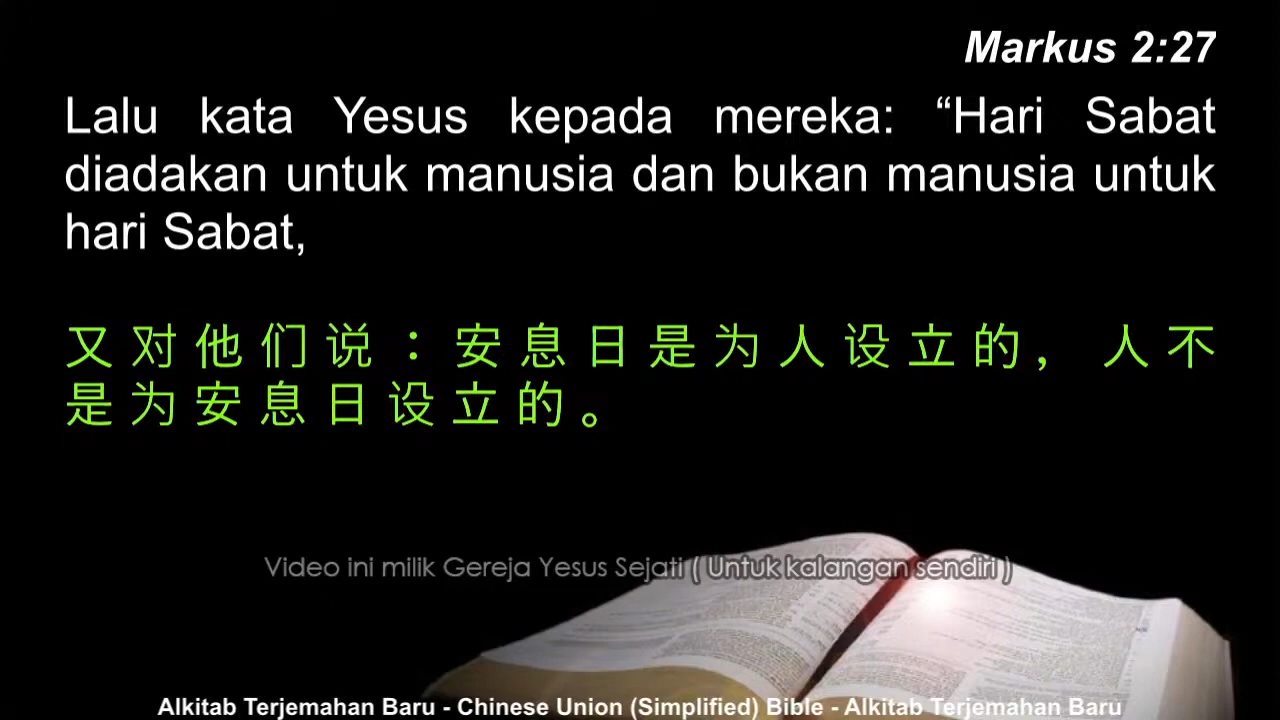 Markus 2:27
Lalu kata Yesus kepada mereka: “Hari Sabat
diadakan untuk manusia dan bukan manusia untuk
hari Sabat,
又对他们说：安息日是为人设立的，人不
是为安息日设立的。
Video ini milik Gereja Yesus Sejati ( Untuk kalangan sendiri )
Alkitab Terjemahan Baru - Chinese Union (Simplified) Bible - Alkitab Terjemahan Baru